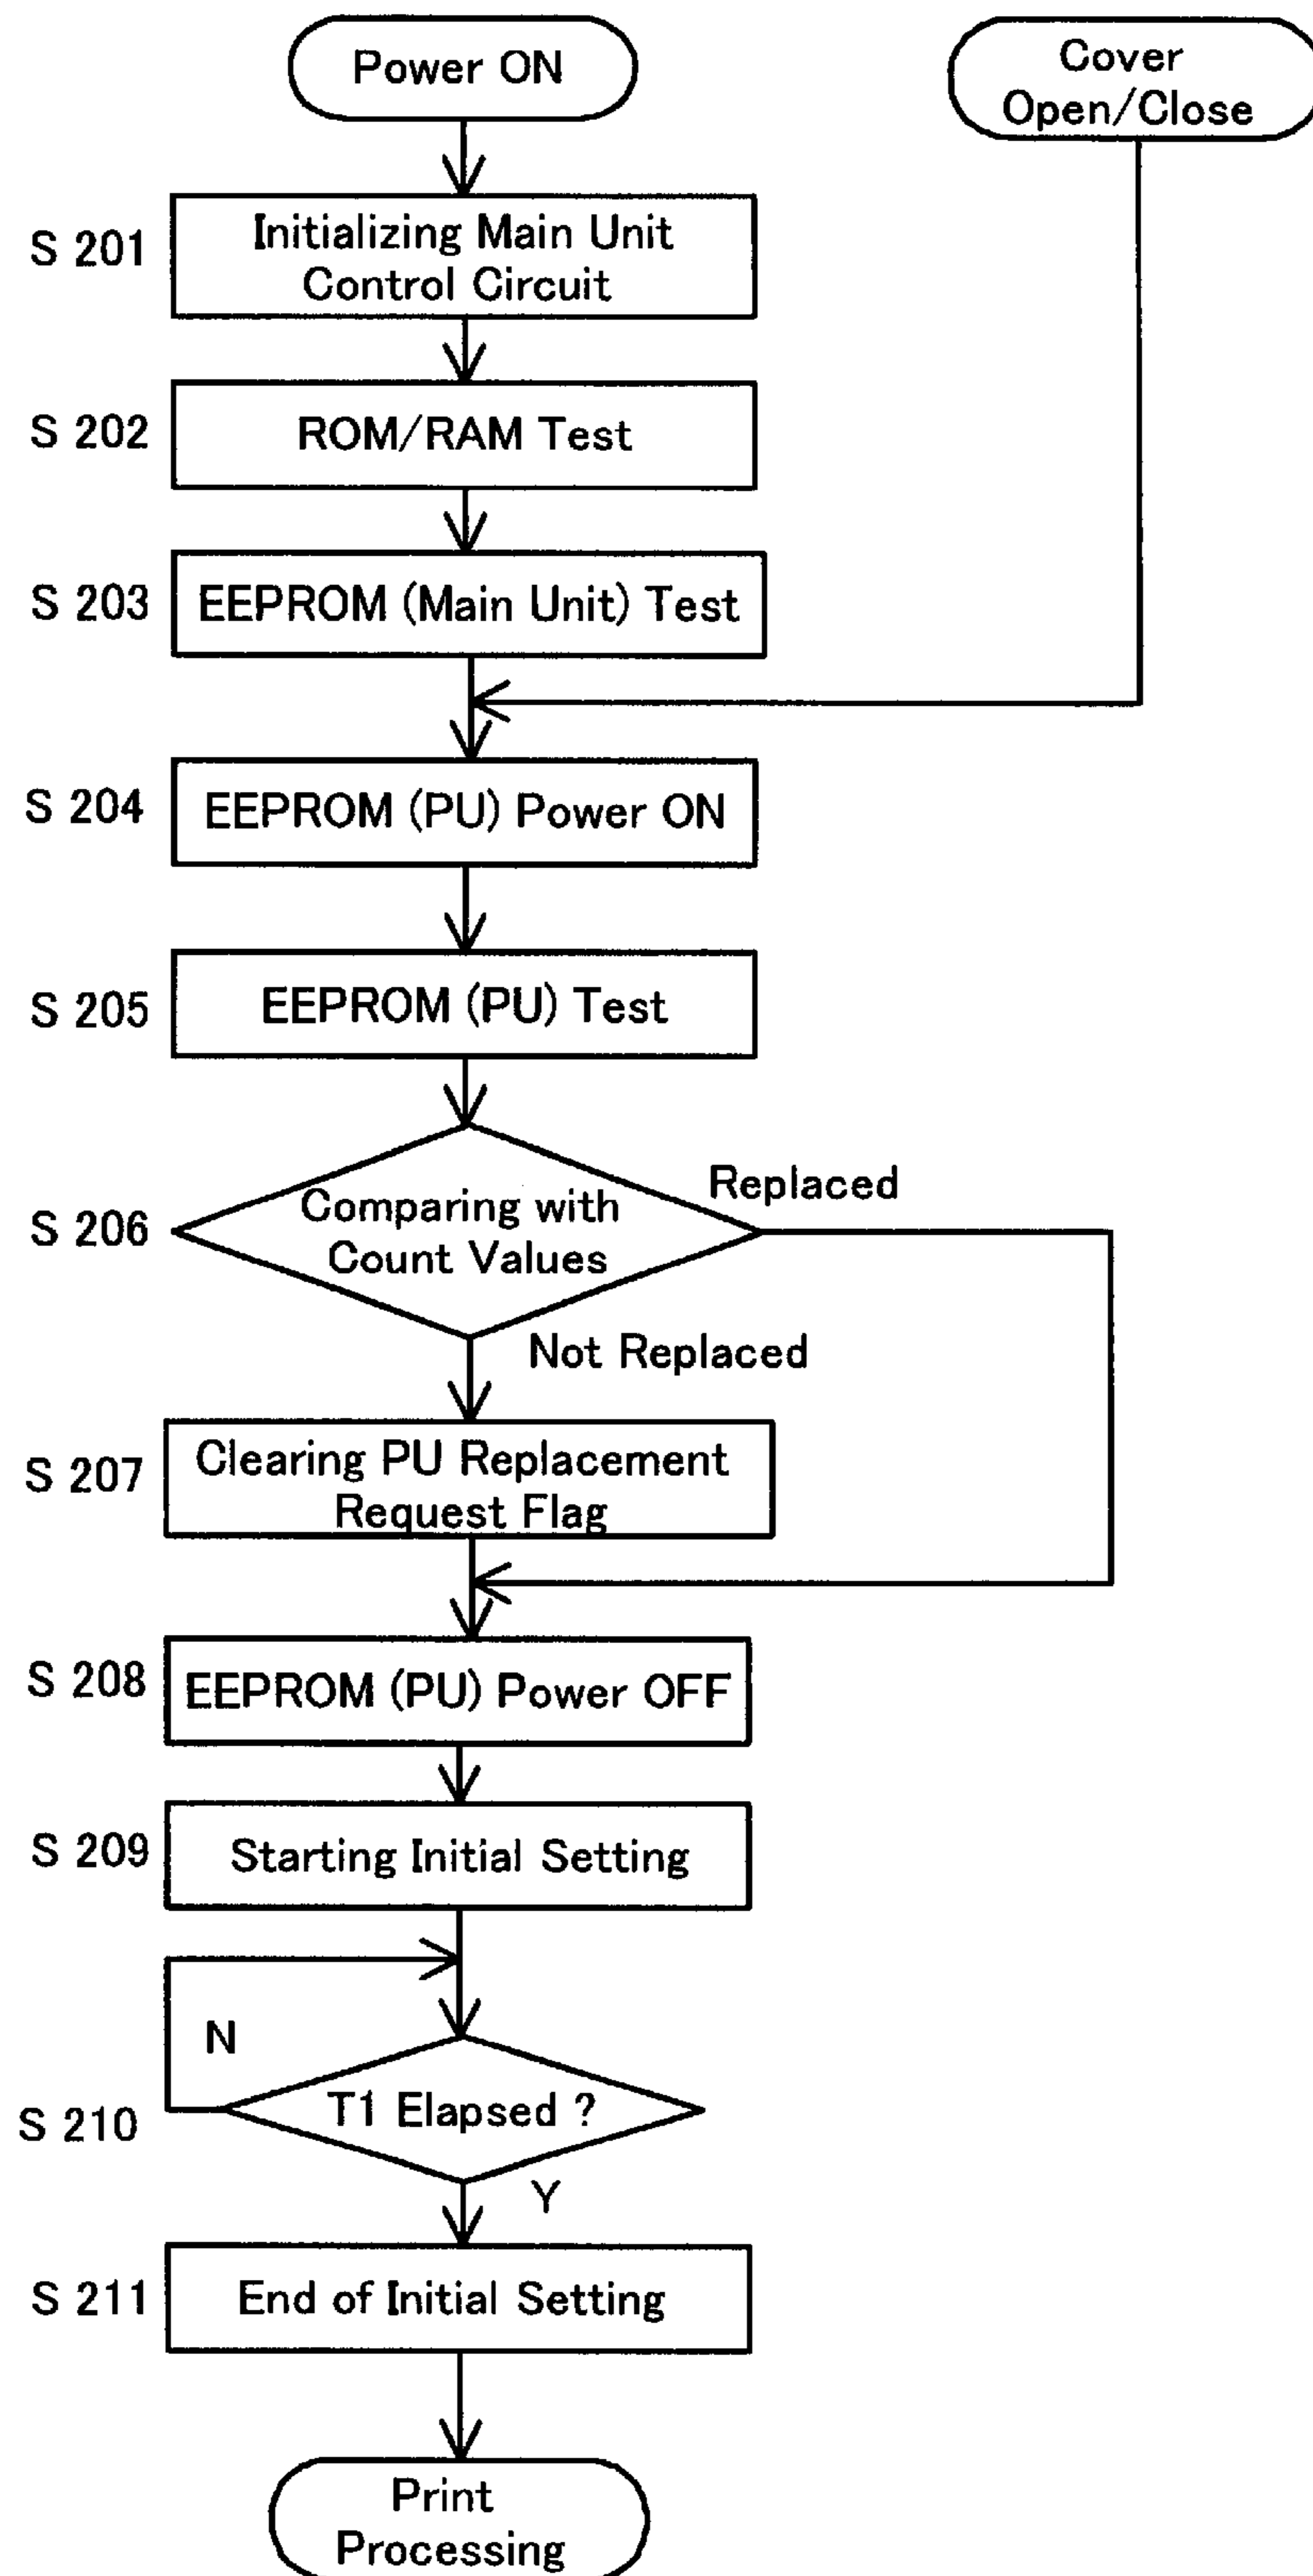 Power ON
Cover
Open/Close
S 201
Initializing Main Unit
Control Circuit
S 202
ROM/RAM Test
S 203
EEPROM (Main Unit) Test
S 204
EEPROM (PU) Power ON
S 205
EEPROM (PU) Test
S 206
Comparing with
Count Values
Replaced
Not Replaced
S 207
Clearing PU Replacement
Request Flag
S 208
EEPROM (PU) Power OFF
S 209
Starting Initial Setting
N
S 210
T1 Elapsed ?
Y
S 211
End of Initial Setting
Print
Processing